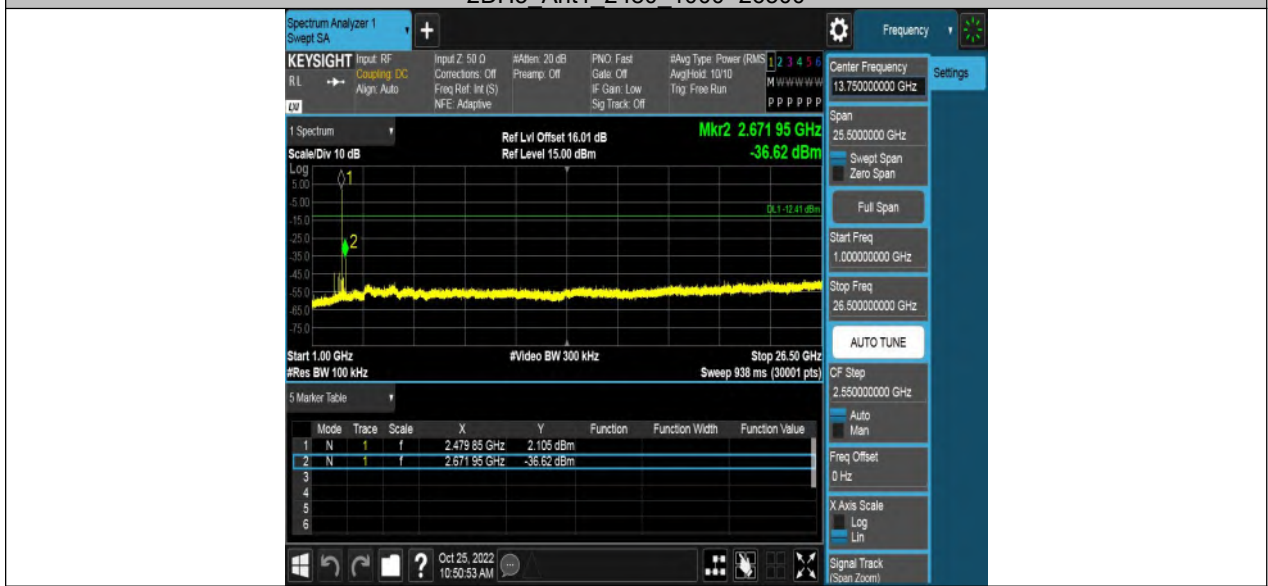 Spectrum Analyzer 1
Swept SA
+
Frequency
KEYSIGHT
RL
Input: RF
Coupling: DC
Align: Auto
Input Z: 50 Ω
Corrections: Off
Freq Ref: Int (S)
NFE: Adaptive
#Atten: 20 dB
Preamp: Off
PNO: Fast
Gate: Off
IF Gain: Low
Sig Track: Off
#Avg Type: Power (RMS
Avg|Hold: 10/10
Trig: Free Run
1 2 3 4 5 6
M W W W W W
P P P P P P
1 Spectrum
Scale/Div 10 dB
Ref Lvl Offset 16.01 dB
Ref Level 15.00 dBm
Mkr2 2.671 95 GHz
-36.62 dBm
Log
5.00
-5.00
-15.0
-25.0
-35.0
-45.0
-55.0
-65.0
-75.0
1
2
DL1 -12.41 dBm
Start 1.00 GHz
#Res BW 100 kHz
#Video BW 300 kHz
Stop 26.50 GHz
Sweep 938 ms (30001 pts)
5 Marker Table
Mode Trace Scale X Y Function Function Width Function Value
1 N 1 f 2.479 85 GHz 2.105 dBm
2 N 1 f 2.671 95 GHz -36.62 dBm
3
4
5
6
Oct 25, 2022
10:50:53 AM
Center Frequency
13.750000000 GHz
Settings
Span
25.5000000 GHz
Swept Span
Zero Span
Full Span
Start Freq
1.000000000 GHz
Stop Freq
26.500000000 GHz
AUTO TUNE
CF Step
2.550000000 GHz
Auto
Man
Freq Offset
0 Hz
X Axis Scale
Log
Lin
Signal Track
(Span Zoom)